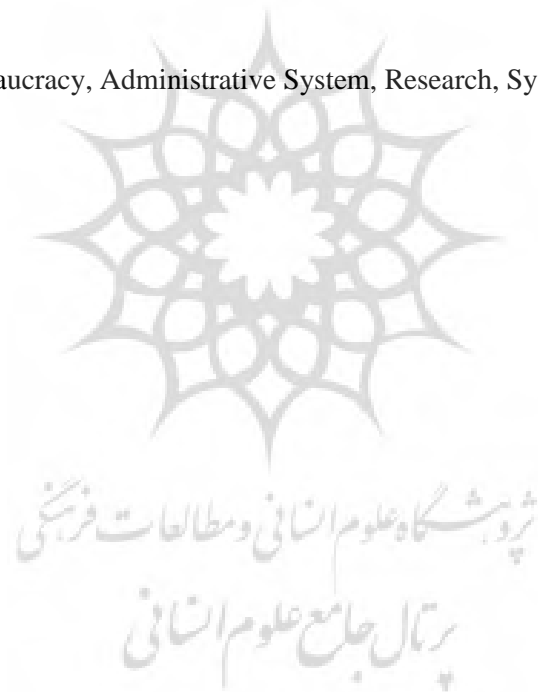 aucracy, Administrative System, Research, Sy
پژوهشگاه علوم انسانی و مطالعات فرهنگی
پرتال جامع علوم انسانی